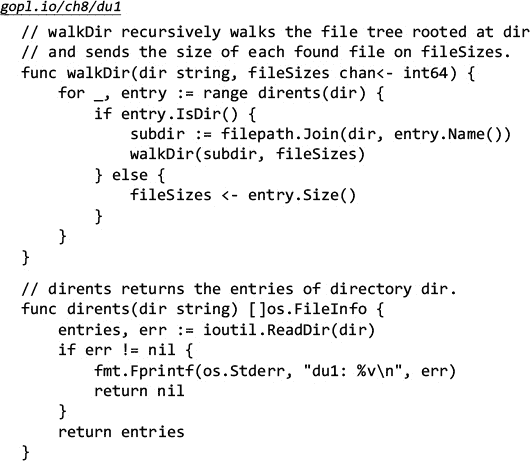 gopl.io/ch8/du1
// walkDir recursively walks the file tree rooted at dir
// and sends the size of each found file on fileSizes.
func walkDir(dir string, fileSizes chan<- int64) {
    for _, entry := range dirents(dir) {
        if entry.IsDir() {
            subdir := filepath.Join(dir, entry.Name())
            walkDir(subdir, fileSizes)
        } else {
            fileSizes <- entry.Size()
        }
    }
}
// dirents returns the entries of directory dir.
func dirents(dir string) []os.FileInfo {
    entries, err := ioutil.ReadDir(dir)
    if err != nil {
        fmt.Fprintf(os.Stderr, "du1: %v\n", err)
        return nil
    }
    return entries
}